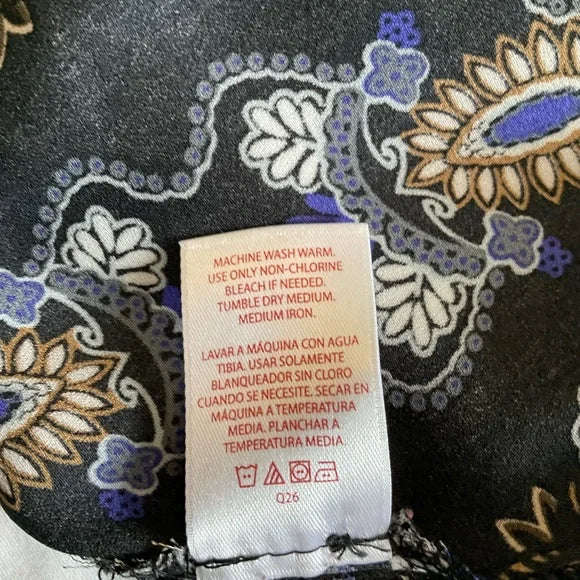 MACHINE WASH WARM.
USE ONLY NON-CHLORINE
BLEACH IF NEEDED.
TUMBLE DRY MEDIUM.
MEDIUM IRON.
LAVAR A MÁQUINA CON AGUA
TIBIA. USAR SOLAMENTE
BLANQUEADOR SIN CLORO
CUANDO SE NECESITE. SECAR EN
MÁQUINA A TEMPERATURA
MEDIA. PLANCHAR A
TEMPERATURA MEDIA.
Q26